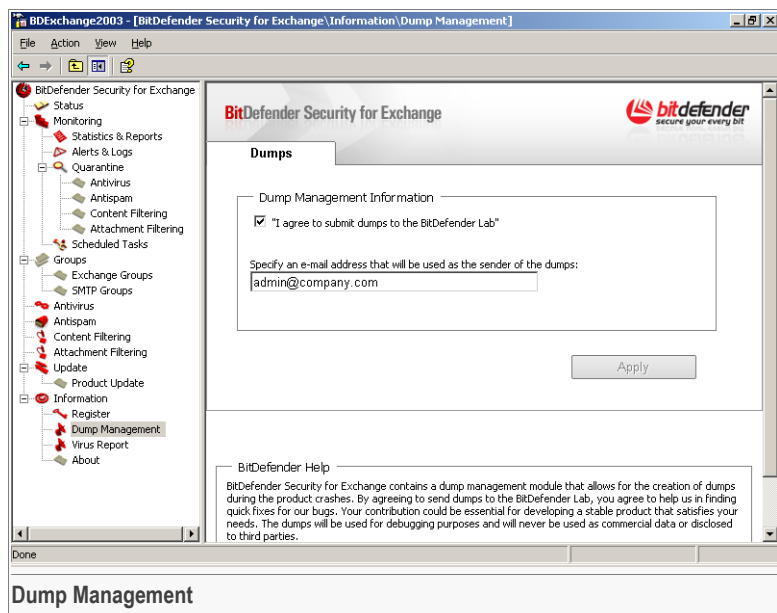 BDExchange2003 - [BitDefender Security for Exchange\Information\Dump Management]
File Action View Help
BitDefender Security for Exchange
Status
Monitoring
Statistics & Reports
Alerts & Logs
Quarantine
Antivirus
Antispam
Content Filtering
Attachment Filtering
Scheduled Tasks
Groups
Exchange Groups
SMTP Groups
Antivirus
Antispam
Content Filtering
Attachment Filtering
Update
Product Update
Information
Register
Dump Management
Virus Report
About
BitDefender Security for Exchange
bitdefender
secure your every bit
Dumps
Dump Management Information
"I agree to submit dumps to the BitDefender Lab"
Specify an e-mail address that will be used as the sender of the dumps:
admin@company.com
Apply
BitDefender Help
BitDefender Security for Exchange contains a dump management module that allows for the creation of dumps
during the product crashes. By agreeing to send dumps to the BitDefender Lab, you agree to help us in finding
quick fixes for our bugs. Your contribution could be essential for developing a stable product that satisfies your
needs. The dumps will be used for debugging purposes and will never be used as commercial data or disclosed
to third parties.
Done
Dump Management